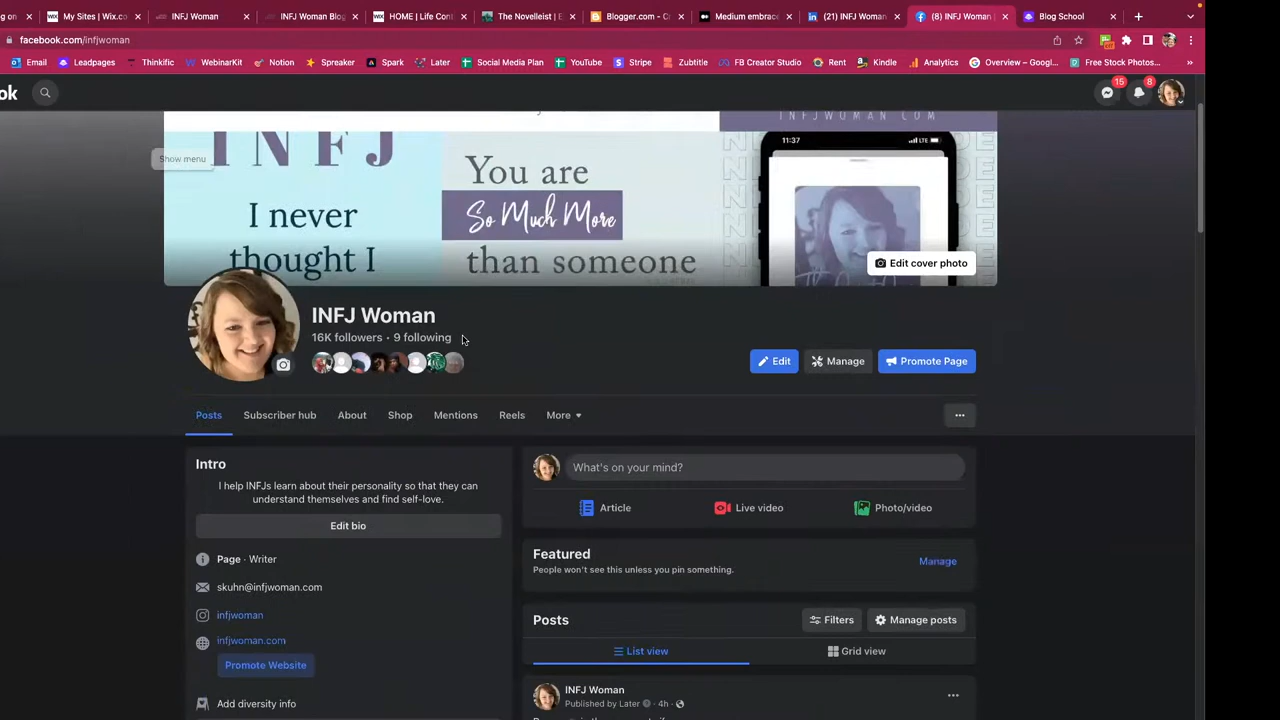 g on
My Sites | Wix.co
INFJ Woman
INFJ Woman Blog
HOME | Life Cont
The Novelleist | E
Blogger.com - C
Medium embrac
(21) INFJ Woman
(8) INFJ Woman |
Blog School
facebook.com/infjwoman
Email
Leadpages
Thinkific
WebinarKit
Notion
Spreaker
Spark
Later
Social Media Plan
YouTube
Stripe
Zubtitle
FB Creator Studio
Rent
Kindle
Analytics
Overview – Googl...
Free Stock Photos...
ok
15
8
INFJWOMAN.COM
Show menu
INFJ
I never
thought I
You are
So Much More
than someone
11:37
LTE
Edit cover photo
INFJ Woman
16K followers • 9 following
Edit
Manage
Promote Page
Posts
Subscriber hub
About
Shop
Mentions
Reels
More
Intro
I help INFJs learn about their personality so that they can
understand themselves and find self-love.
Edit bio
Page · Writer
skuhn@infjwoman.com
infjwoman
infjwoman.com
Promote Website
Add diversity info
What's on your mind?
Article
Live video
Photo/video
Featured
People won't see this unless you pin something.
Manage
Posts
Filters
Manage posts
List view
Grid view
INFJ Woman
Published by Later · 4h ·